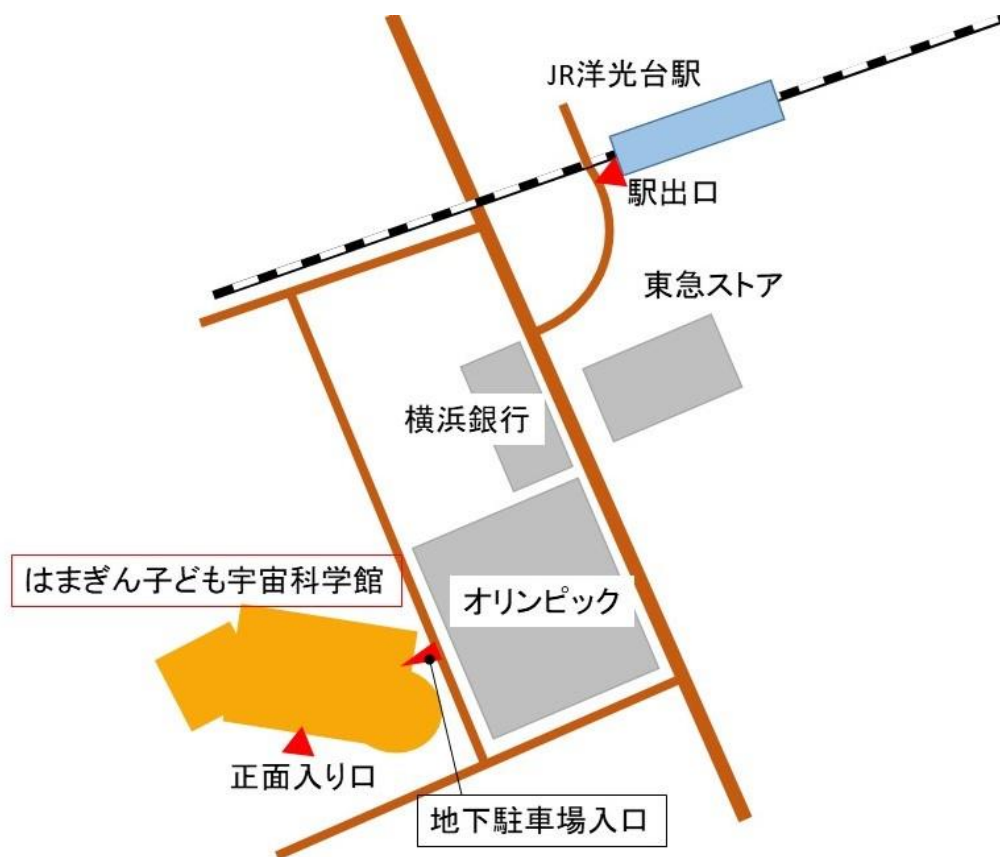 JR洋光台駅
駅出口
東急ストア
横浜銀行
はまぎん子ども宇宙科学館
オリンピック
正面入り口
地下駐車場入口